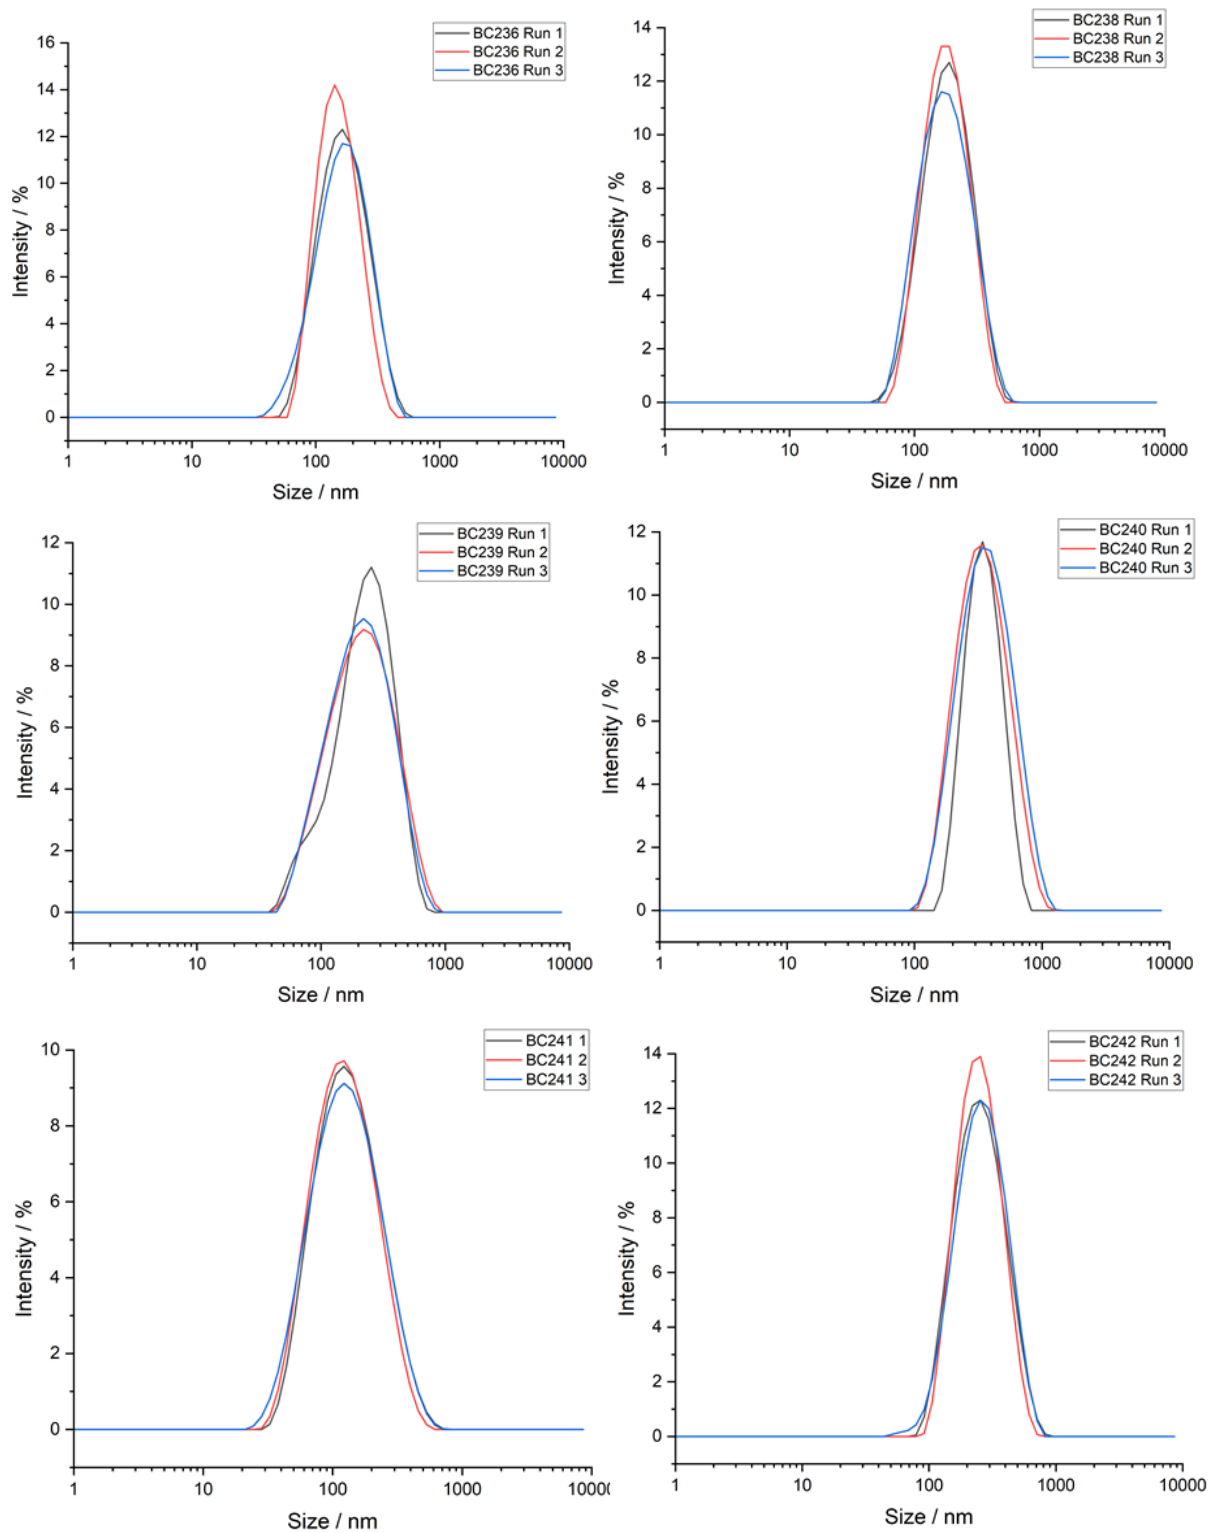 BC236 Run 1
BC236 Run 2
BC236 Run 3
16
14
12
10
8
6
4
2
0
Intensity / %
1 10 100 1000 10000
Size / nm
BC238 Run 1
BC238 Run 2
BC238 Run 3
14
12
10
8
6
4
2
0
Intensity / %
1 10 100 1000 10000
Size / nm
BC239 Run 1
BC239 Run 2
BC239 Run 3
12
10
8
6
4
2
0
Intensity / %
1 10 100 1000 10000
Size / nm
BC240 Run 1
BC240 Run 2
BC240 Run 3
12
10
8
6
4
2
0
Intensity / %
1 10 100 1000 10000
Size / nm
BC241 1
BC241 2
BC241 3
10
8
6
4
2
0
Intensity / %
1 10 100 1000 10000
Size / nm
BC242 Run 1
BC242 Run 2
BC242 Run 3
14
12
10
8
6
4
2
0
Intensity / %
1 10 100 1000 10000
Size / nm